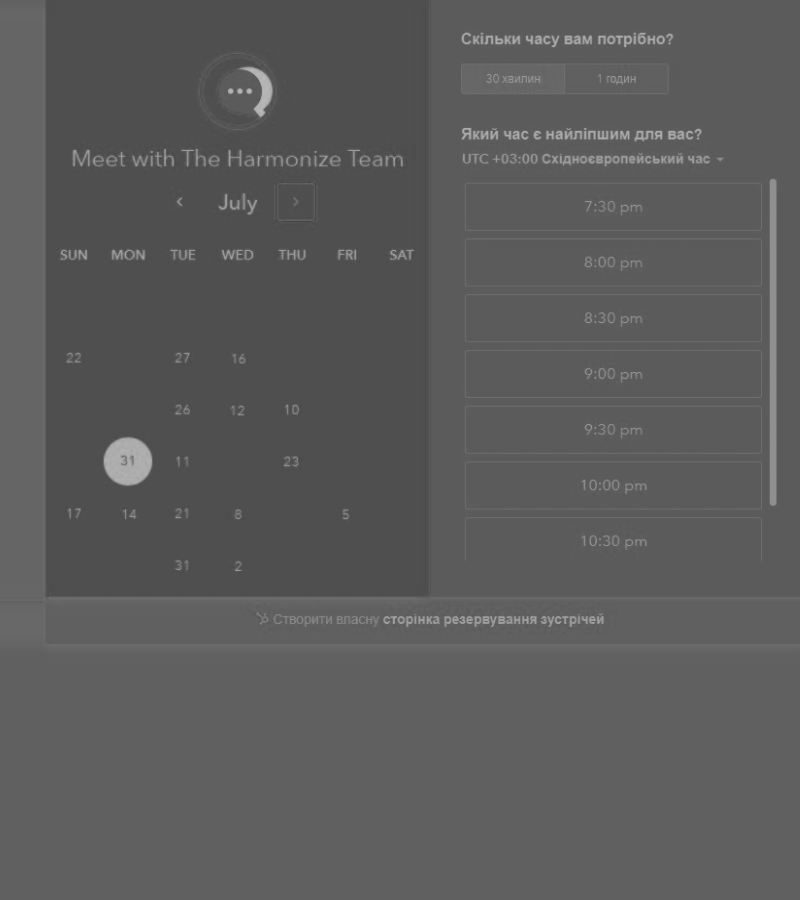 Meet with The Harmonize Team
July
SUN MON TUE WED THU FRI SAT
22 27 16
26 12 10
31 11 23
17 14 21 8 5
31 2
Скільки часу вам потрібно?
30 хвилин 1 годин
Який час є найліпшим для вас?
UTC +03:00 Східноєвропейський час
7:30 pm
8:00 pm
8:30 pm
9:00 pm
9:30 pm
10:00 pm
10:30 pm
Створити власну сторінка резервування зустрічей